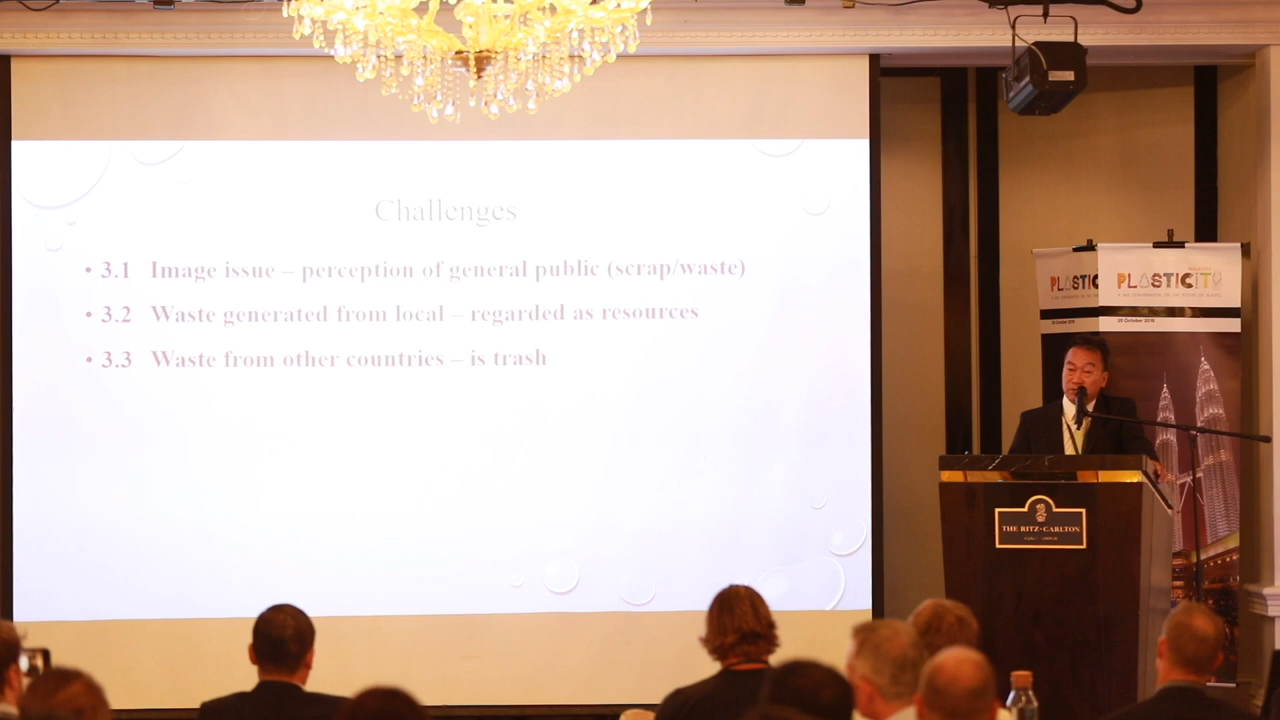 Challenges
• 3.1 Image issue – perception of general public (scrap/waste)
• 3.2 Waste generated from local – regarded as resources
• 3.3 Waste from other countries – is trash
PLASTIC
PLASTICITY
THE RITZ-CARLTON